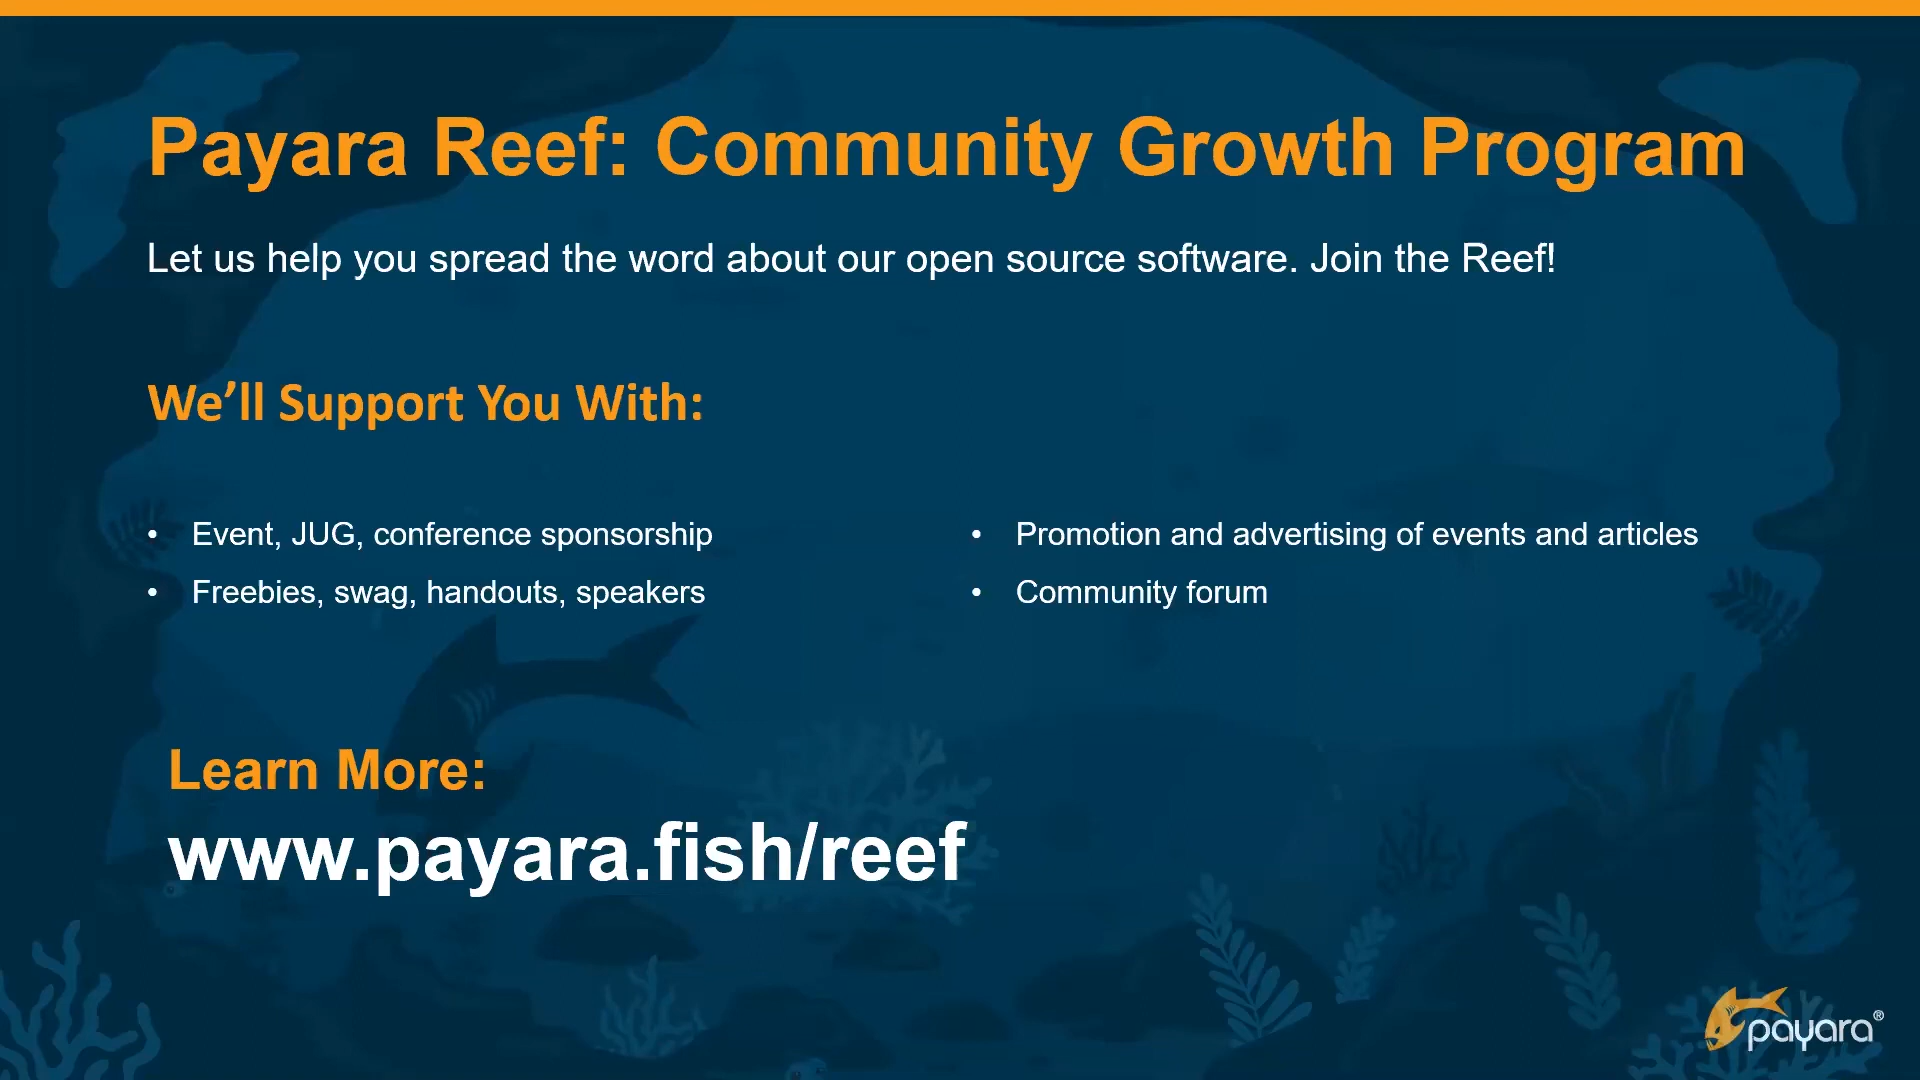 Payara Reef: Community Growth Program
Let us help you spread the word about our open source software. Join the Reef!
We’ll Support You With:
• Event, JUG, conference sponsorship
• Freebies, swag, handouts, speakers
• Promotion and advertising of events and articles
• Community forum
Learn More:
www.payara.fish/reef
payara®